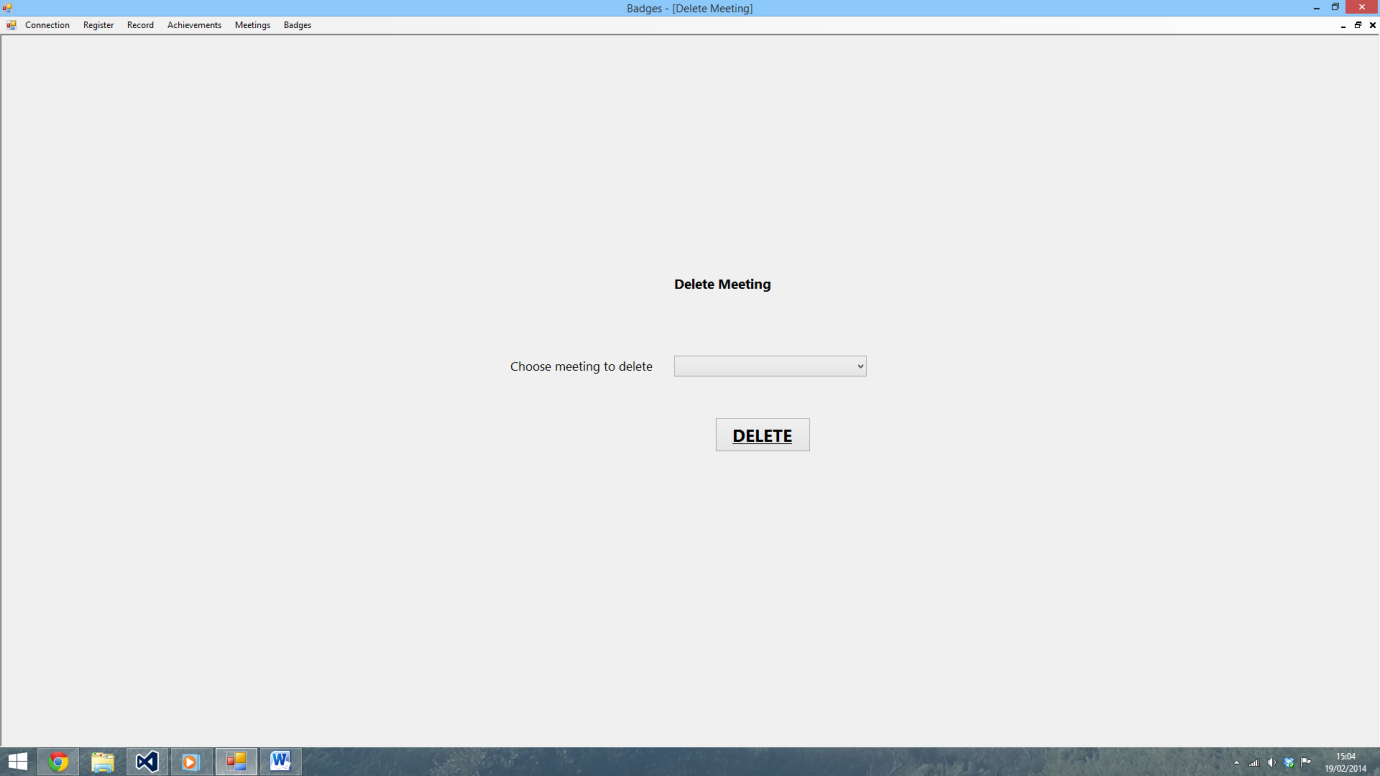 Badges - [Delete Meeting]
Connection Register Record Achievements Meetings Badges
Delete Meeting
Choose meeting to delete
DELETE
15:04
19/02/2014